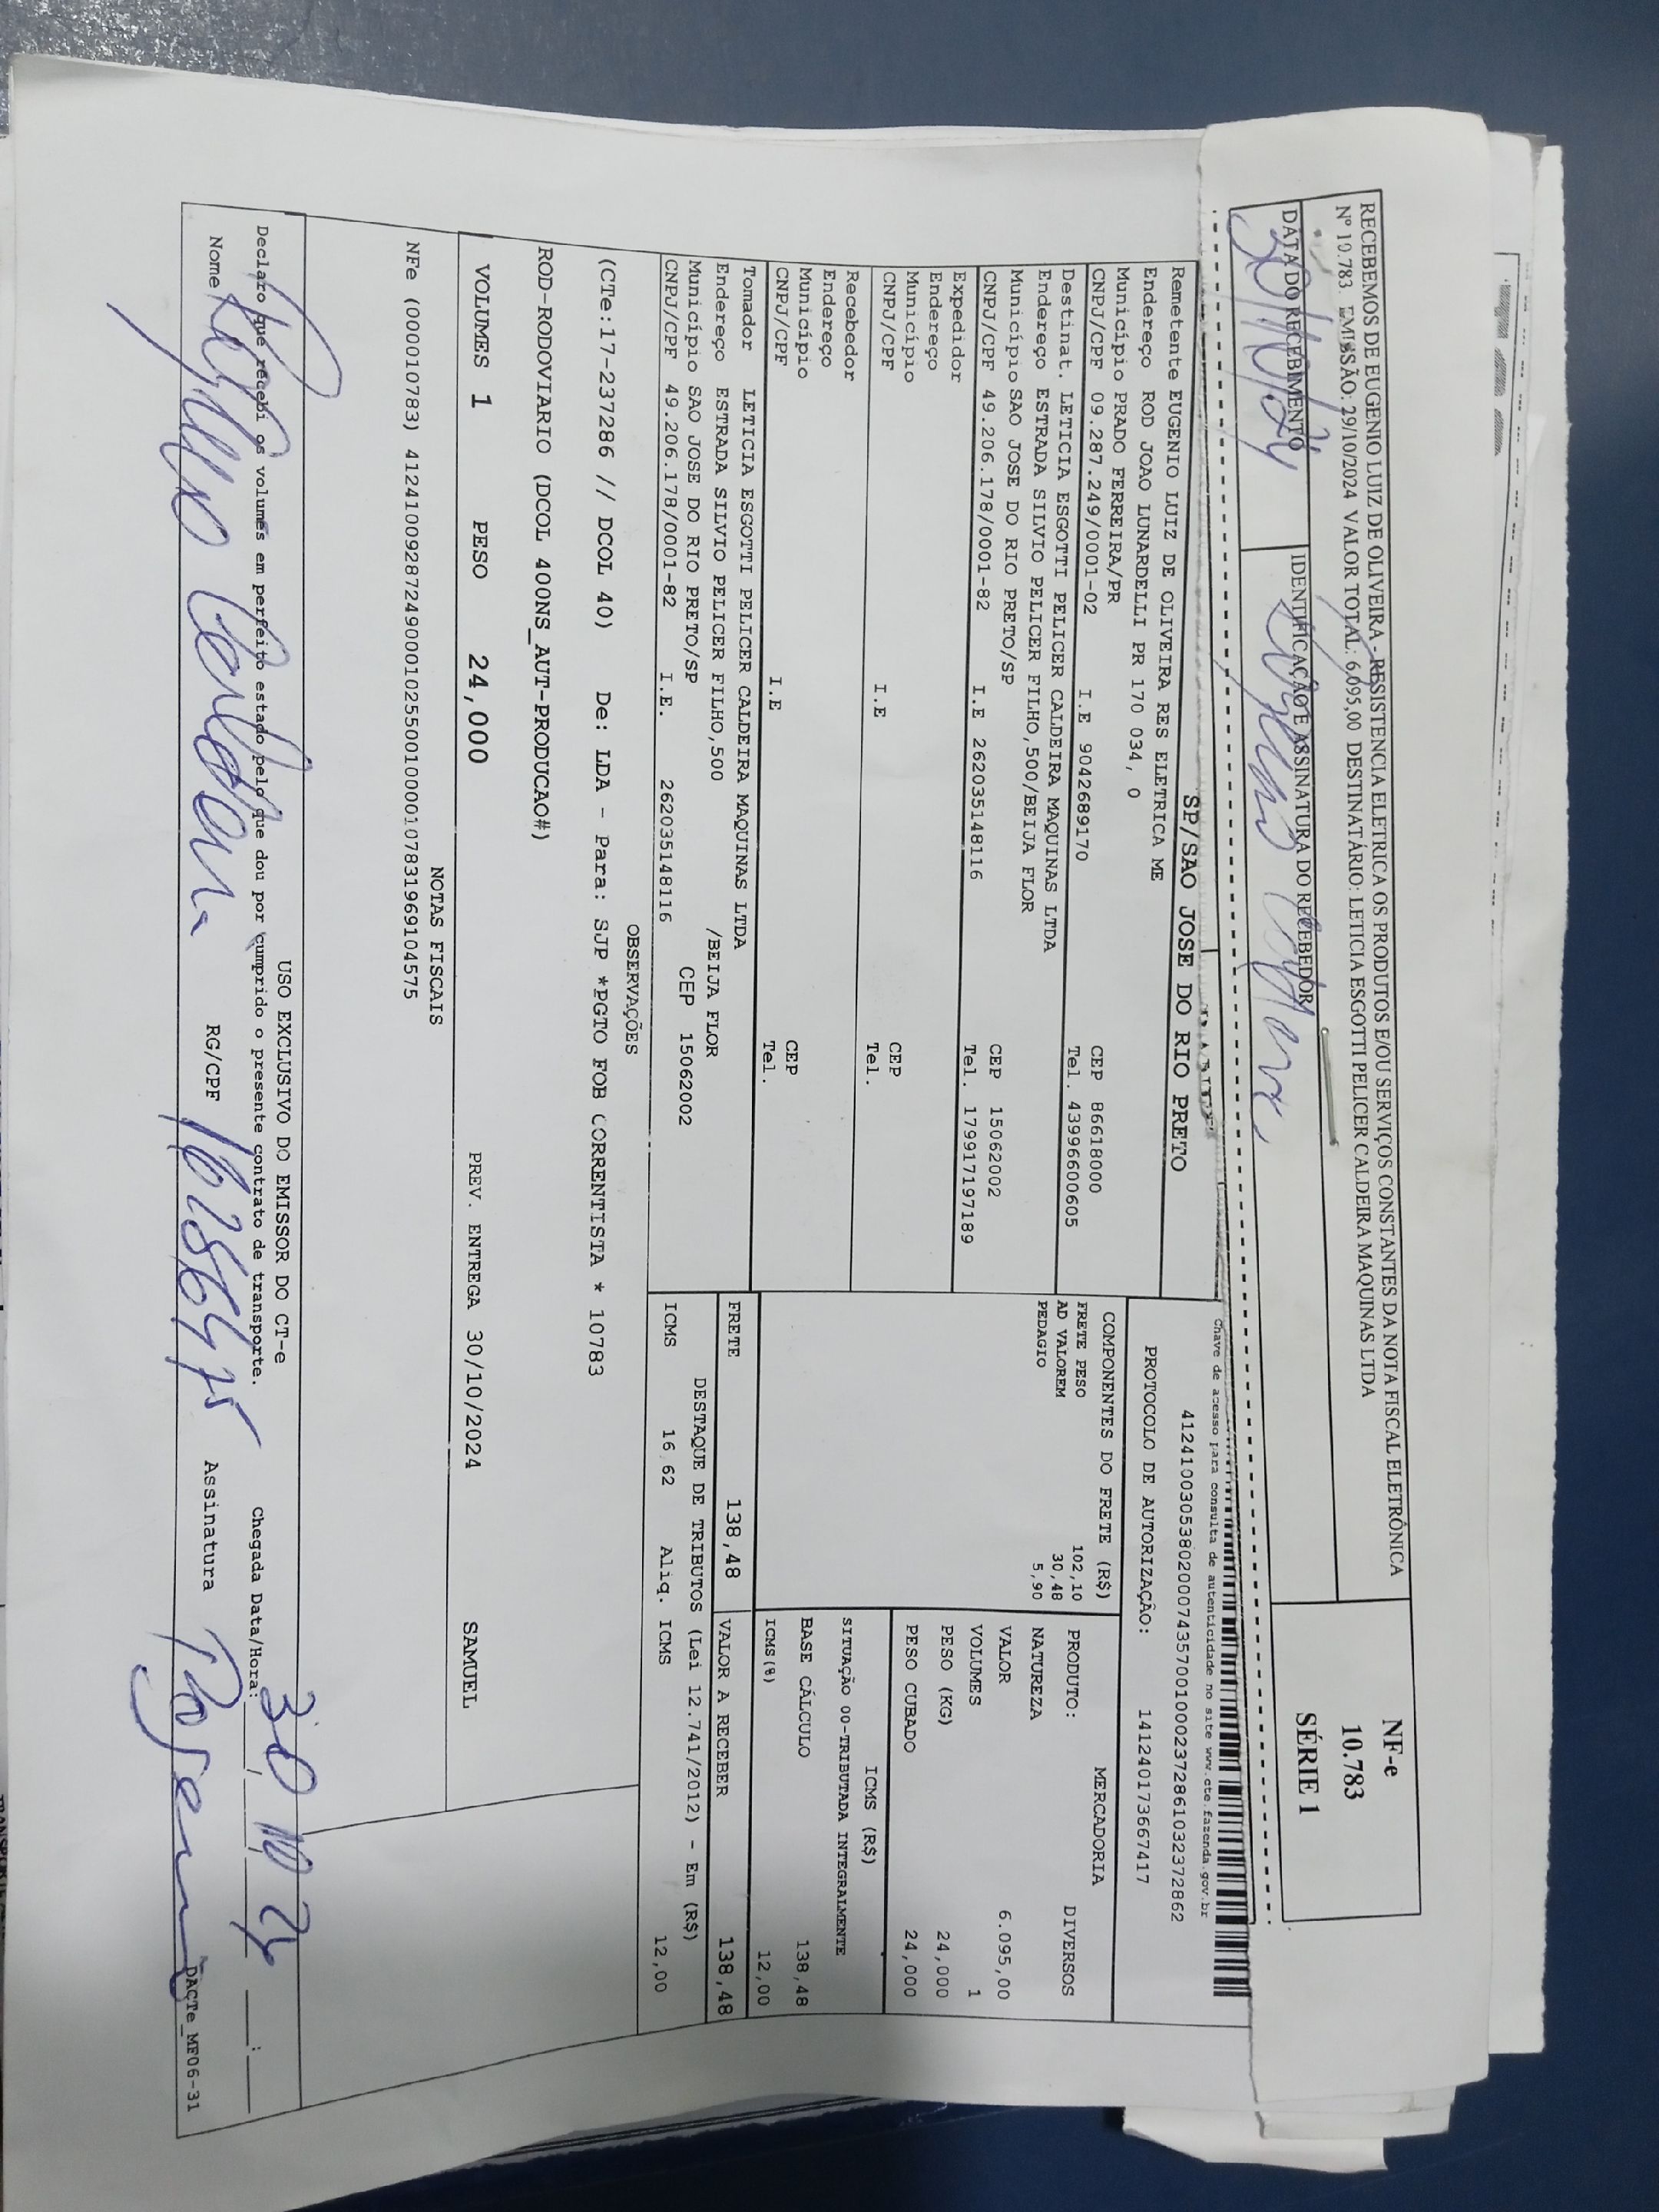 RECEBEMOS DE EUGENIO LUIZ DE OLIVEIRA - RESISTENCIA ELETRICA OS PRODUTOS E/OU SERVIÇOS CONSTANTES DA NOTA FISCAL ELETRÔNICA
Nº 10.783 EMISSÃO: 29/10/2024 VALOR TOTAL: 6.095,00 DESTINATÁRIO: LETICIA ESGOTTI PELICER CALDEIRA MAQUINAS LTDA
NF-e
10.783
SÉRIE 1
DATA DO RECEBIMENTO
30/10/24
IDENTIFICAÇÃO E ASSINATURA DO RECEBEDOR
SP/SAO JOSE DO RIO PRETO
Chave de acesso para consulta de autenticidade no site www.cte.fazenda.gov.br
41241003053802000743570010002372861032372862
PROTOCOLO DE AUTORIZAÇÃO: 141240173667417
Remetente EUGENIO LUIZ DE OLIVEIRA RES ELETRICA ME
Endereço ROD JOAO LUNARDELLI PR 170 034, 0
Município PRADO FERREIRA/PR CEP 86618000
CNPJ/CPF 09.287.249/0001-02 I.E 9042689170 Tel. 43996600605
Destinat. LETICIA ESGOTTI PELICER CALDEIRA MAQUINAS LTDA
Endereço ESTRADA SILVIO PELICER FILHO,500/BEIJA FLOR
Município SAO JOSE DO RIO PRETO/SP CEP 15062002
CNPJ/CPF 49.206.178/0001-82 I.E 262035148116 Tel. 17991719​7189
Expedidor
Endereço
Município CEP
CNPJ/CPF I.E Tel.
Recebedor
Endereço
Município CEP
CNPJ/CPF I.E Tel.
Tomador LETICIA ESGOTTI PELICER CALDEIRA MAQUINAS LTDA
Endereço ESTRADA SILVIO PELICER FILHO,500 /BEIJA FLOR
Município SAO JOSE DO RIO PRETO/SP CEP 15062002
CNPJ/CPF 49.206.178/0001-82 I.E. 262035148116
COMPONENTES DO FRETE (R$)
FRETE PESO 102,10
AD VALOREM 30,48
PEDAGIO 5,90
MERCADORIA
PRODUTO: DIVERSOS
NATUREZA
VALOR 6.095,00
VOLUMES 1
PESO (KG) 24,000
PESO CUBADO 24,000
ICMS (R$)
SITUAÇÃO 00-TRIBUTADA INTEGRALMENTE
BASE CÁLCULO 138,48
ICMS(%) 12,00
FRETE 138,48 VALOR A RECEBER 138,48
DESTAQUE DE TRIBUTOS (Lei 12.741/2012) - Em (R$)
ICMS 16 62 Aliq. ICMS 12,00
OBSERVAÇÕES
(CTe:17-237286 // DCOL 40) De: LDA - Para: SJP *PGTO FOB CORRENTISTA * 10783
ROD-RODOVIARIO (DCOL 400NS_AUT-PRODUCAO#)
VOLUMES 1 PESO 24,000 PREV. ENTREGA 30/10/2024 SAMUEL
NOTAS FISCAIS
NFe (000010783) 41241009287249000102550010000107831969104575
USO EXCLUSIVO DO EMISSOR DO CT-e
Declaro que recebi os volumes em perfeito estado pelo que dou por cumprido o presente contrato de transporte. Chegada Data/Hora: 30 10 24
Nome RG/CPF Assinatura
DACTe_MF06-31